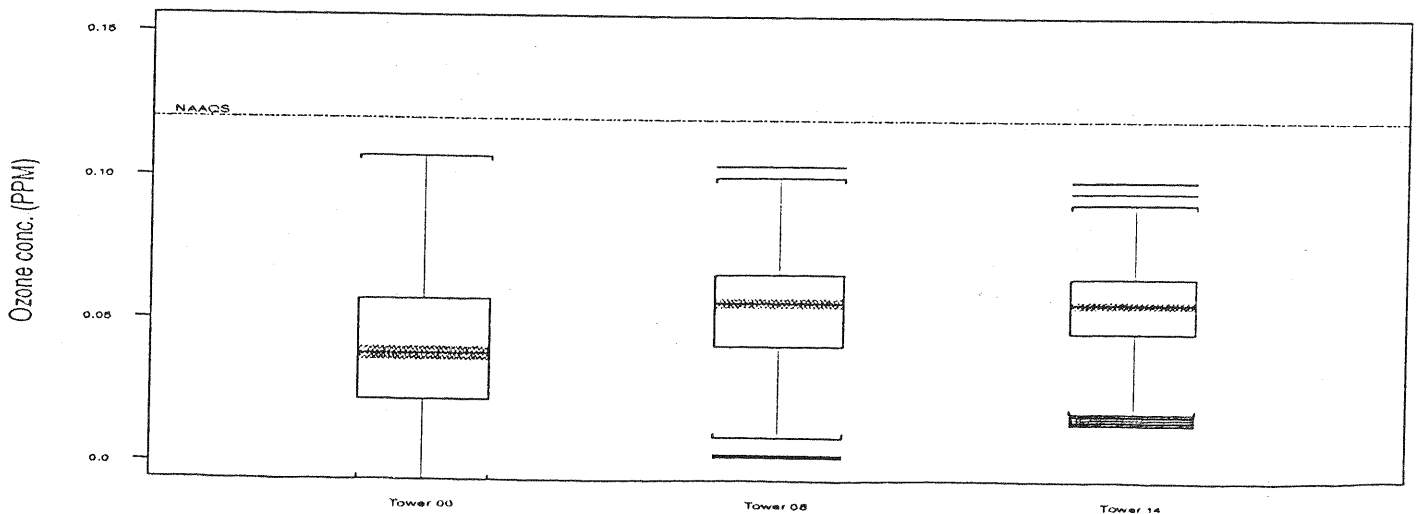 0.15
NAAQS
0.10
Ozone conc. (PPM)
0.05
0.0
Tower 00
Tower 08
Tower 14